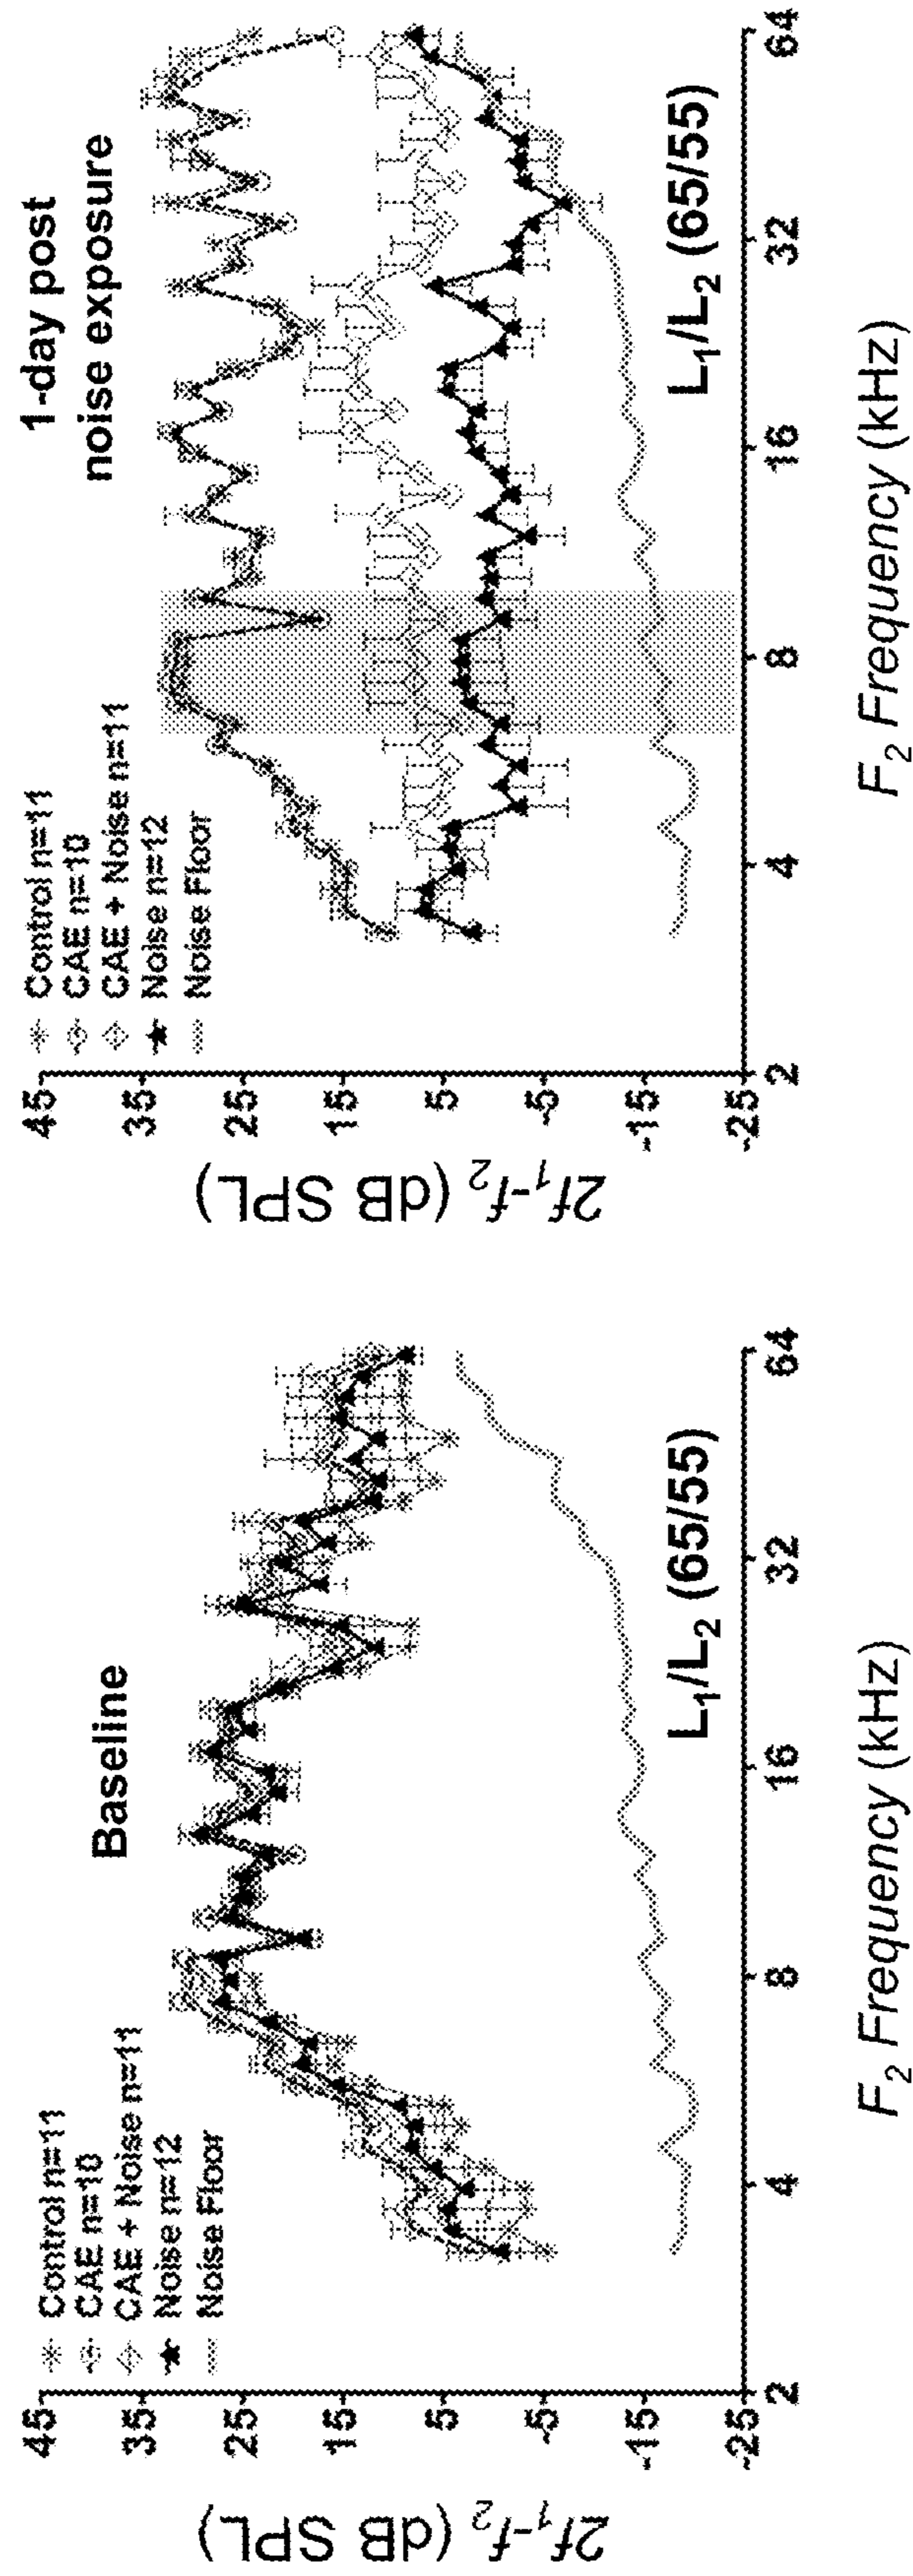 Baseline
Control n=11
CAE n=10
CAE + Noise n=11
Noise n=12
Noise Floor
45
35
25
15
5
-5
-15
-25
2f₁-f₂ (dB SPL)
L₁/L₂ (65/55)
2 4 8 16 32 64
F₂ Frequency (kHz)
1-day post
noise exposure
Control n=11
CAE n=10
CAE + Noise n=11
Noise n=12
Noise Floor
45
35
25
15
5
-5
-15
-25
2f₁-f₂ (dB SPL)
L₁/L₂ (65/55)
2 4 8 16 32 64
F₂ Frequency (kHz)